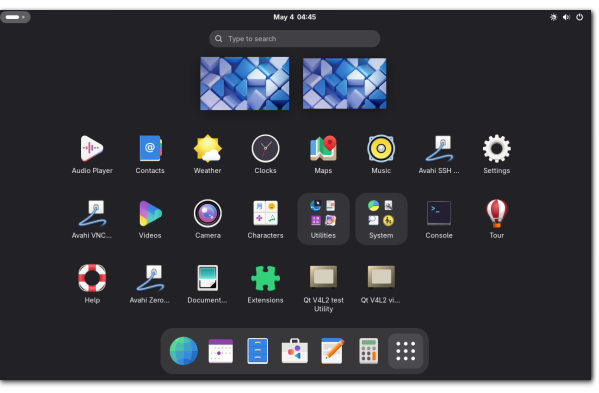 May 4 04:45
Type to search
Audio Player
Contacts
Weather
Clocks
Maps
Music
Avahi SSH ...
Settings
Avahi VNC...
Videos
Camera
Characters
Utilities
System
Console
Tour
Help
Avahi Zero...
Document...
Extensions
Qt V4L2 test
Utility
Qt V4L2 vi...